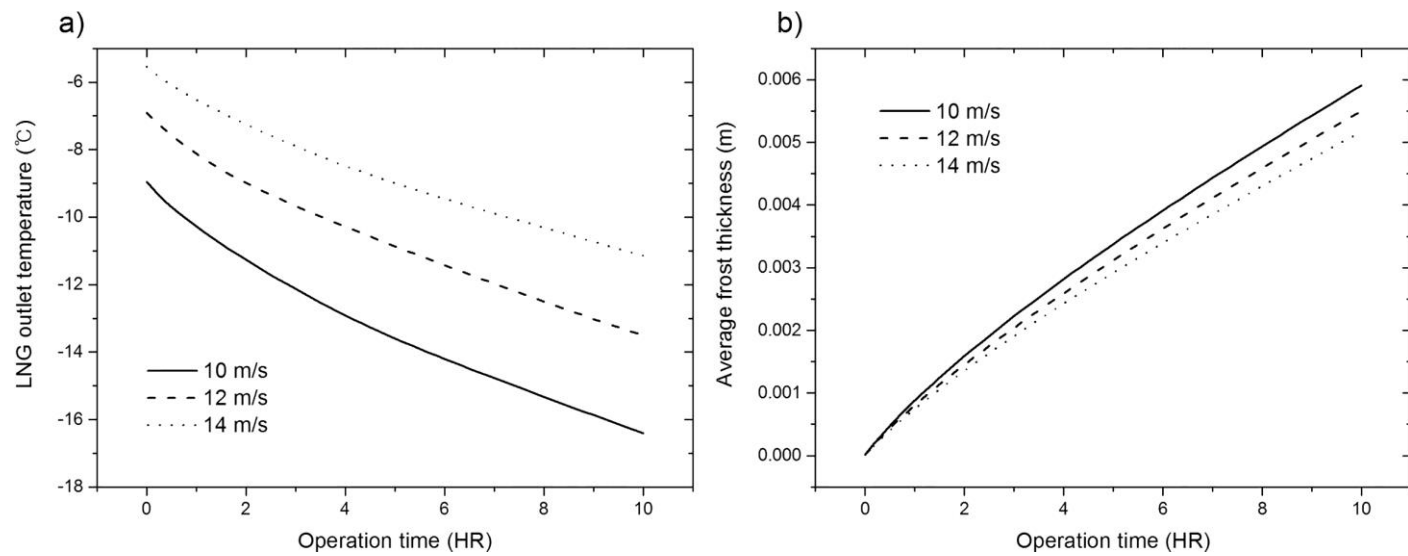 a)
LNG outlet temperature (℃)
-6
-8
-10
-12
-14
-16
-18
10 m/s
12 m/s
14 m/s
0 2 4 6 8 10
Operation time (HR)
b)
Average frost thickness (m)
0.006
0.005
0.004
0.003
0.002
0.001
0.000
10 m/s
12 m/s
14 m/s
0 2 4 6 8 10
Operation time (HR)